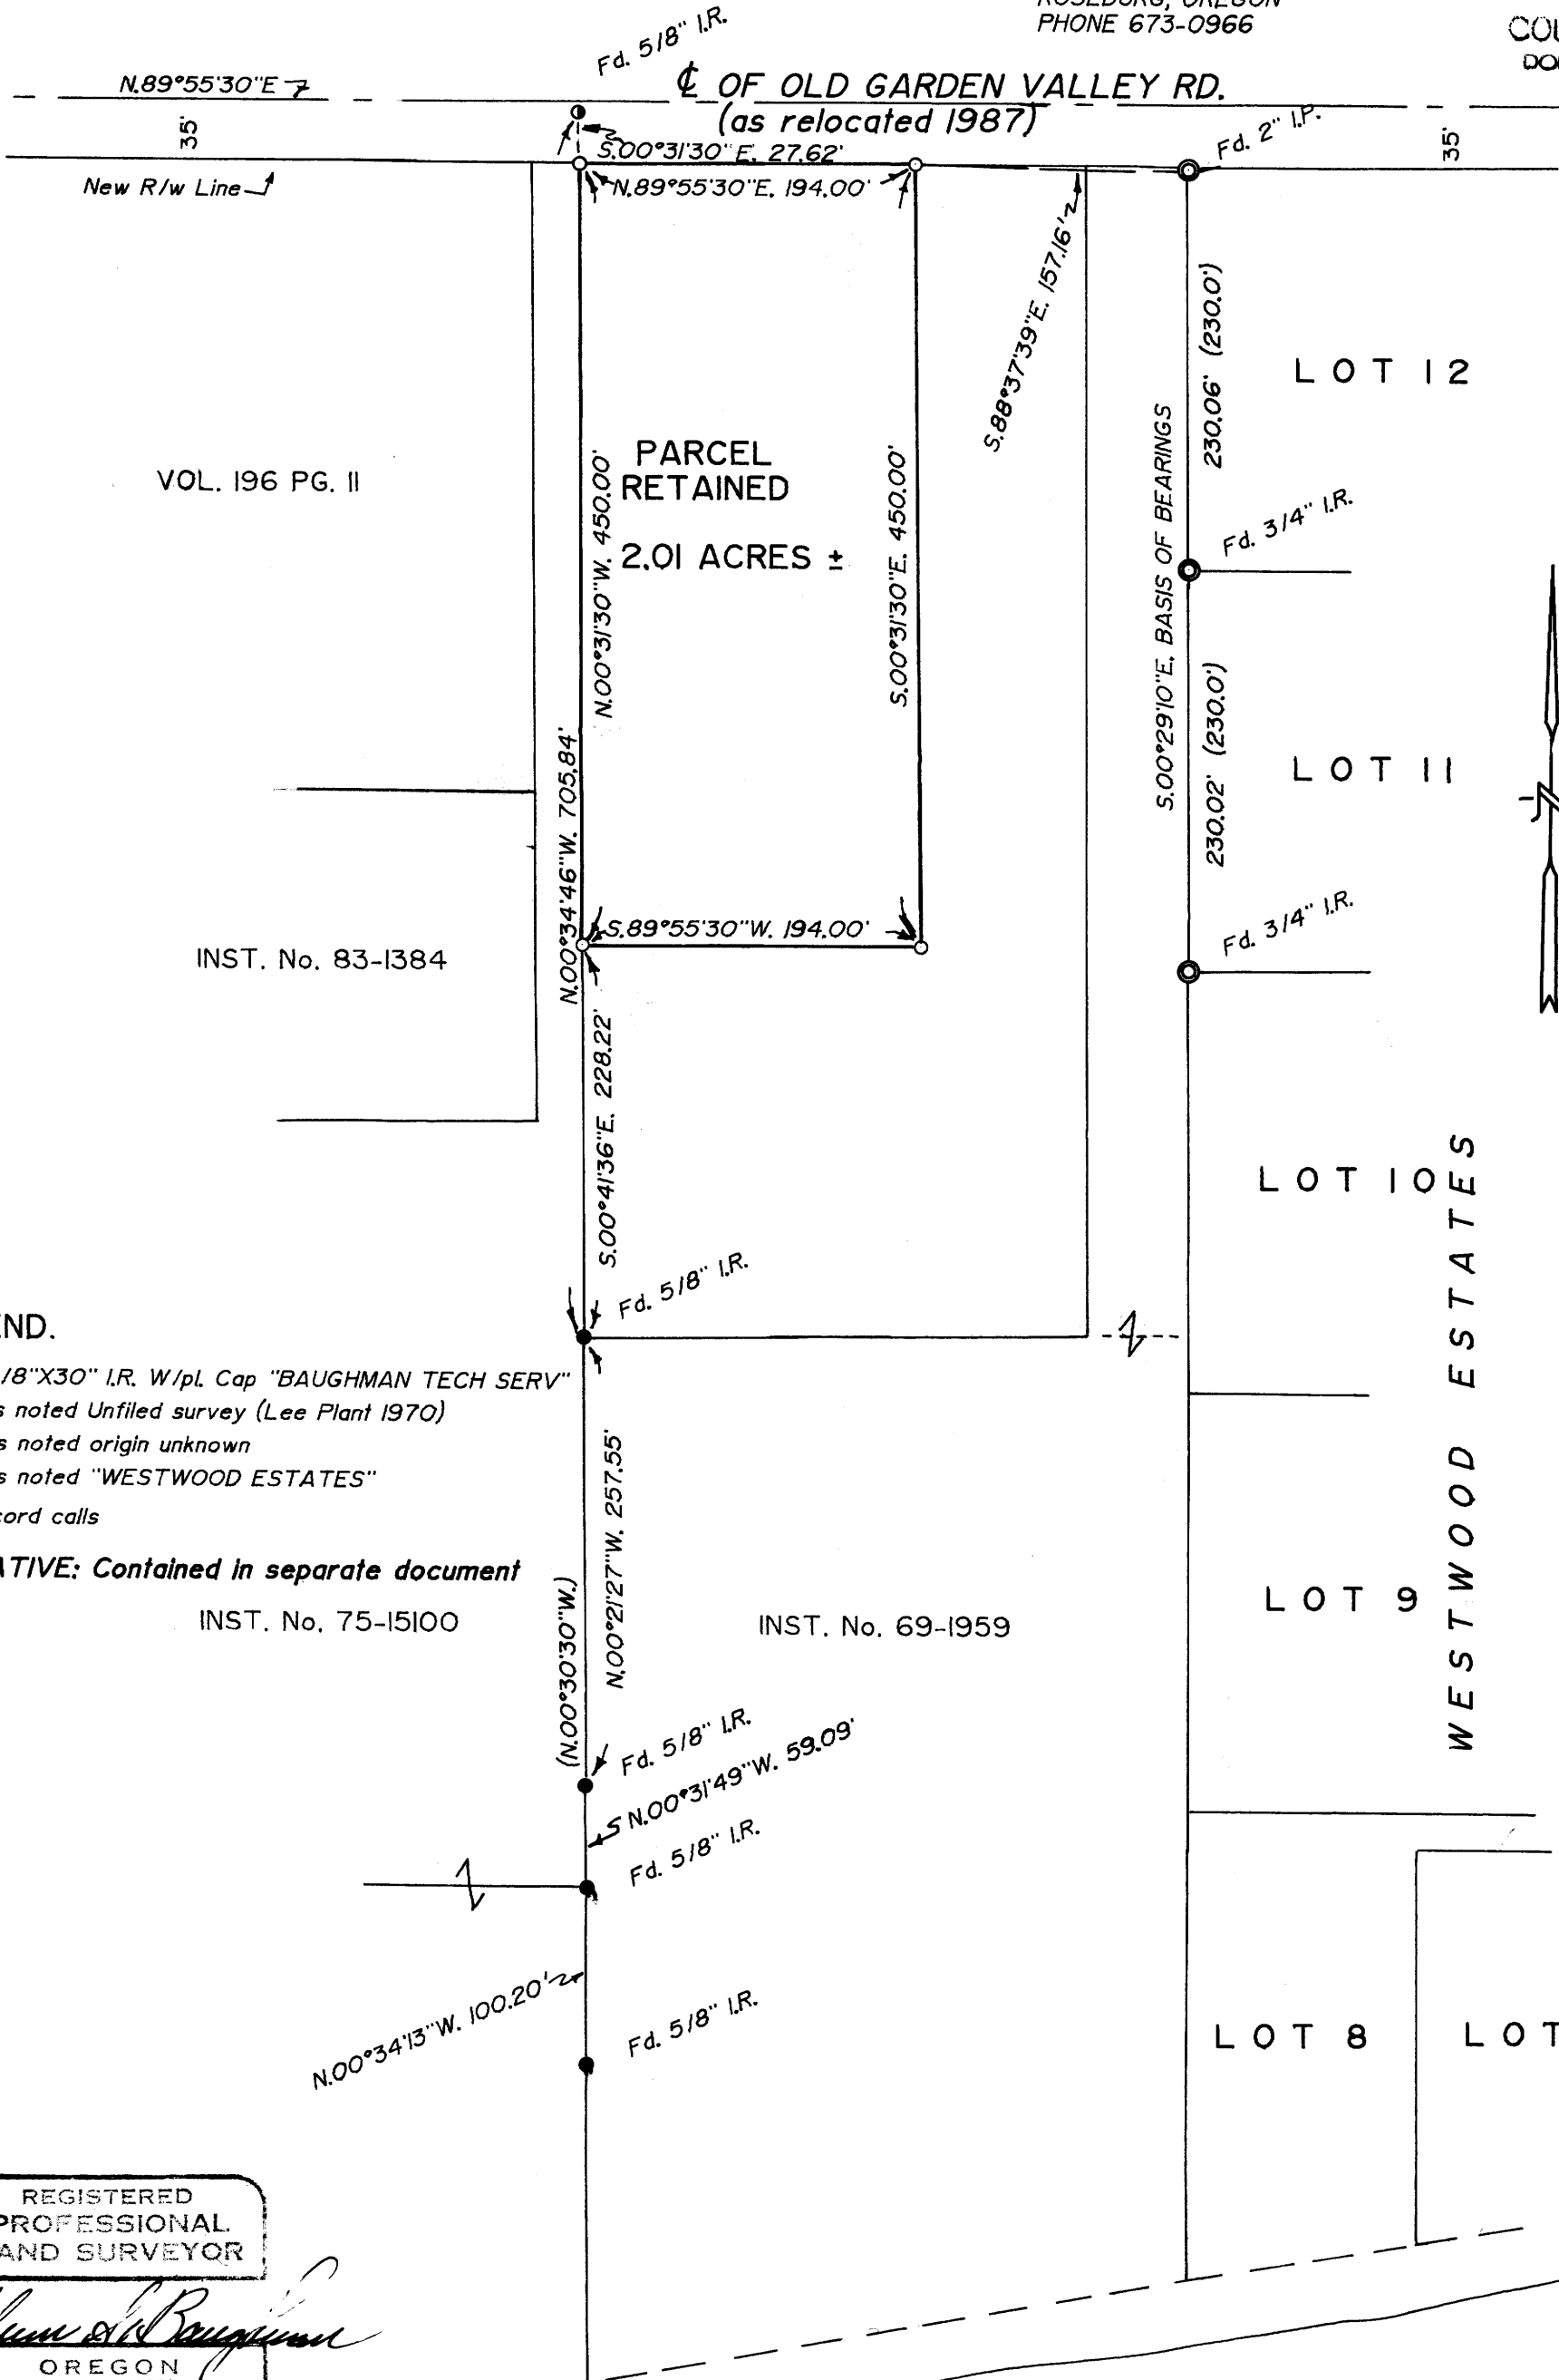 PHONE 673-0966
Fd. 5/8" I.R.
N.89°55'30"E
℄ OF OLD GARDEN VALLEY RD.
(as relocated 1987)
35'
35'
S.00°31'30"E. 27.62'
Fd. 2" I.P.
New R/w Line
N.89°55'30"E. 194.00'
S.88°37'39"E. 157.16'
230.06' (230.0')
LOT 12
VOL. 196 PG. 11
PARCEL
RETAINED
2.01 ACRES ±
N.00°31'30"W. 450.00'
S.00°31'30"E. 450.00'
S.00°29'10"E. BASIS OF BEARINGS
Fd. 3/4" I.R.
230.02' (230.0')
LOT 11
N.00°34'46"W. 705.84'
S.89°55'30"W. 194.00'
Fd. 3/4" I.R.
INST. No. 83-1384
S.00°41'36"E. 228.22'
LOT 10
WESTWOOD ESTATES
Fd. 5/8" I.R.
END.
/8"X30" I.R. W/pl. Cap "BAUGHMAN TECH SERV"
s noted Unfiled survey (Lee Plant 1970)
s noted origin unknown
s noted "WESTWOOD ESTATES"
cord calls
ATIVE: Contained in separate document
N.00°21'27"W. 257.55'
(N.00°30'30"W.)
INST. No. 75-15100
INST. No. 69-1959
LOT 9
Fd. 5/8" I.R.
N.00°31'49"W. 59.09'
Fd. 5/8" I.R.
N.00°34'13"W. 100.20'
Fd. 5/8" I.R.
LOT 8
LOT
REGISTERED
PROFESSIONAL
AND SURVEYOR
OREGON